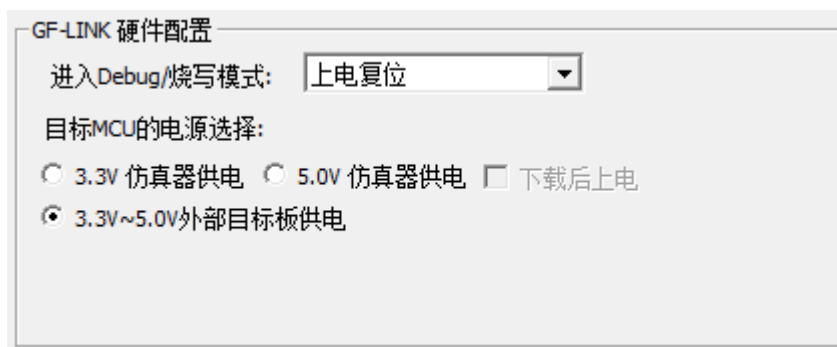 GF-LINK 硬件配置
进入Debug/烧写模式: 上电复位
目标MCU的电源选择:
3.3V 仿真器供电 5.0V 仿真器供电 下载后上电
3.3V~5.0V外部目标板供电